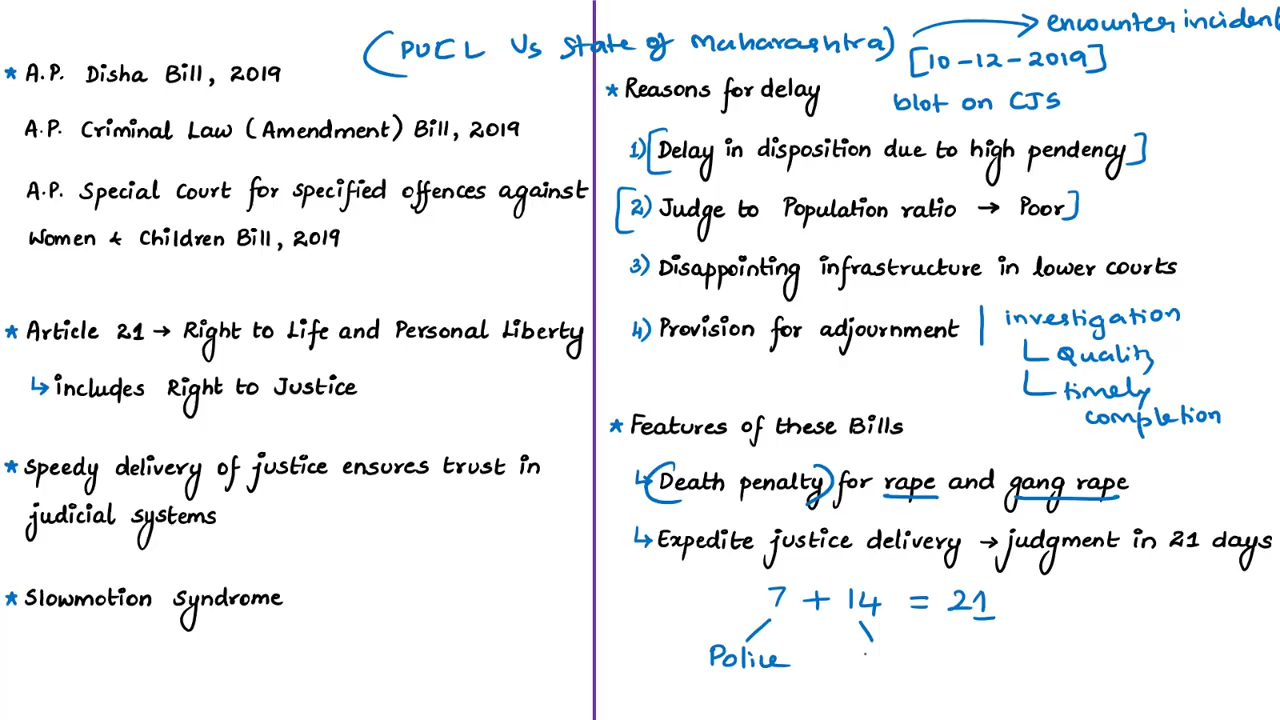 (PUCL Vs State of Maharashtra)
encounter incident
[10-12-2019]
blot on CJS
* A.P. Disha Bill, 2019
A.P. Criminal Law (Amendment) Bill, 2019
A.P. Special Court for specified offences against
Women & Children Bill, 2019
* Article 21 → Right to Life and Personal Liberty
↳ includes Right to Justice
* Speedy delivery of justice ensures trust in
judicial systems
* Slowmotion Syndrome
* Reasons for delay
1) [Delay in disposition due to high pendency]
[2) Judge to Population ratio → Poor]
3) Disappointing infrastructure in lower courts
4) Provision for adjournment | investigation
Quality
timely
completion
* Features of these Bills
↳ (Death penalty) for rape and gang rape
↳ Expedite justice delivery → judgment in 21 days
7 + 14 = 21
Police